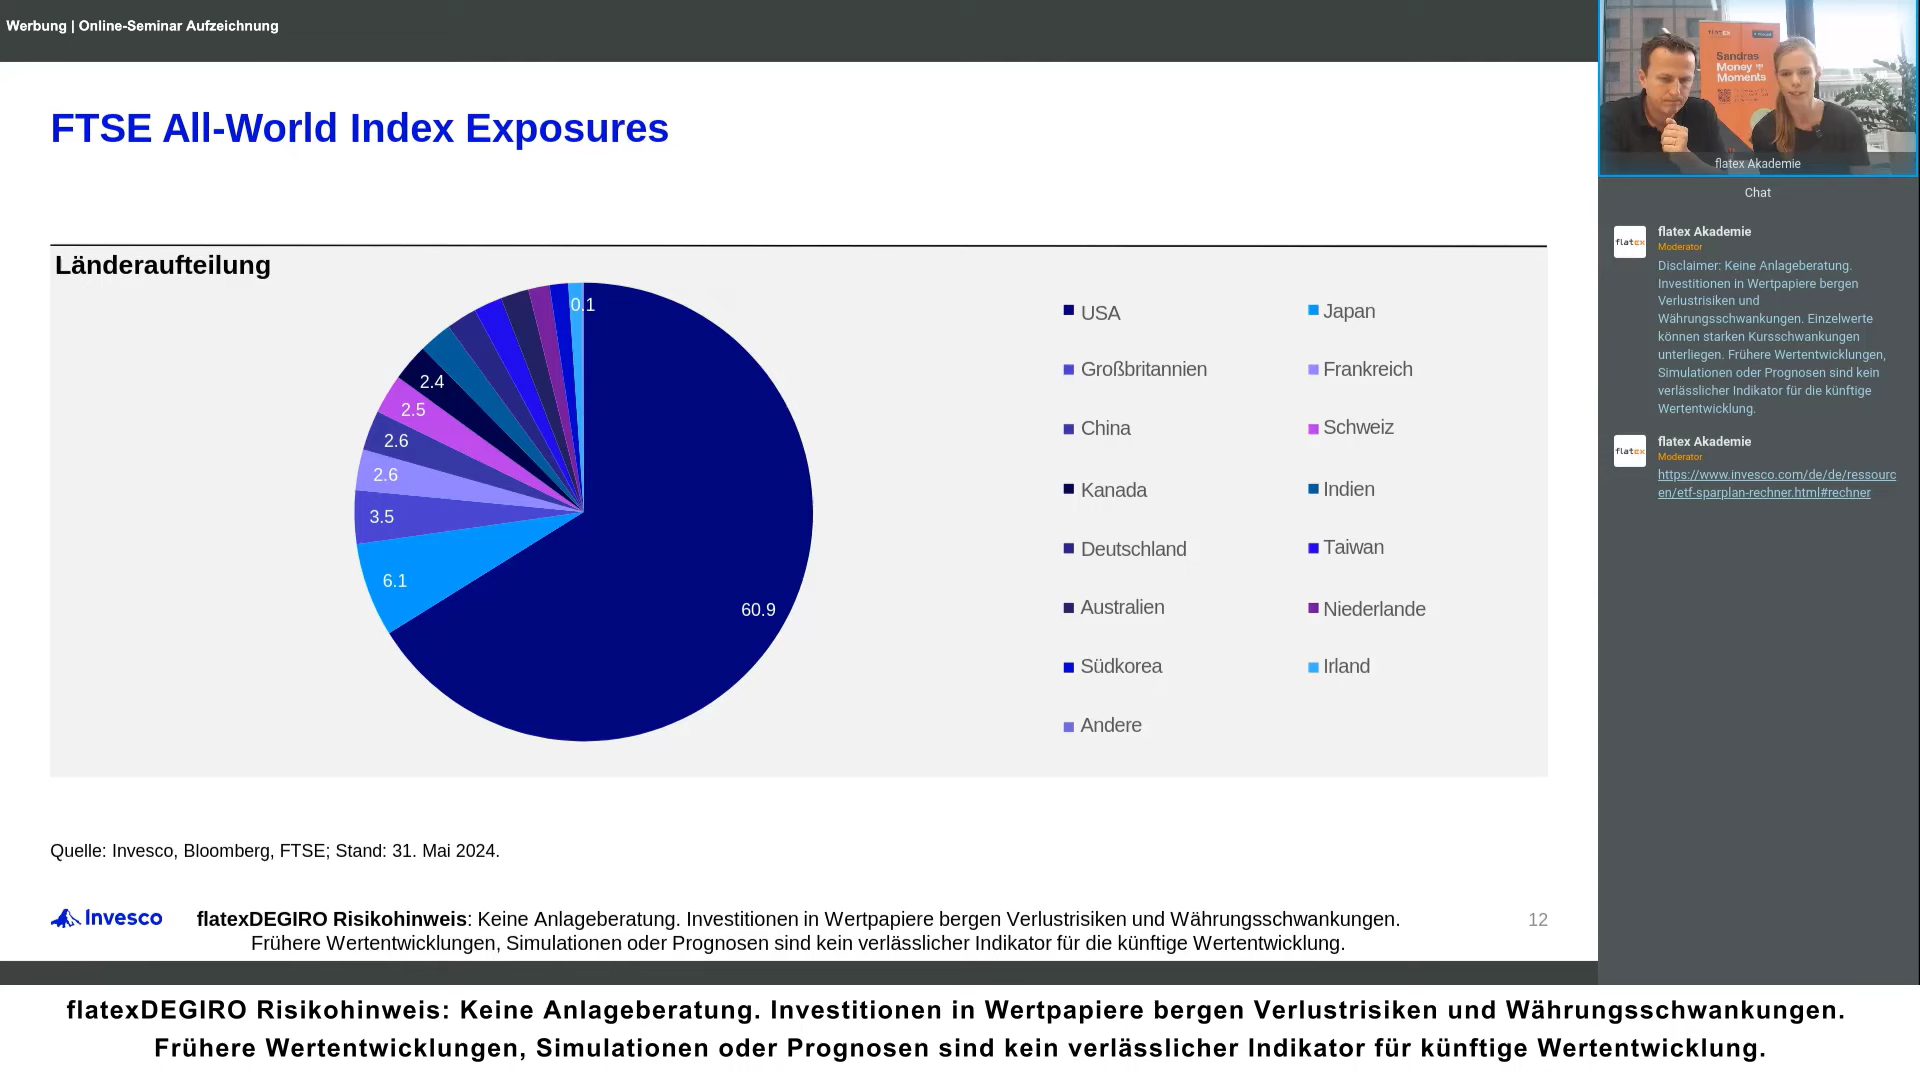 Werbung | Online-Seminar Aufzeichnung
FTSE All-World Index Exposures
Länderaufteilung
0.1
2.4
2.5
2.6
2.6
3.5
6.1
60.9
USA
Japan
Großbritannien
Frankreich
China
Schweiz
Kanada
Indien
Deutschland
Taiwan
Australien
Niederlande
Südkorea
Irland
Andere
Quelle: Invesco, Bloomberg, FTSE; Stand: 31. Mai 2024.
Invesco
flatexDEGIRO Risikohinweis: Keine Anlageberatung. Investitionen in Wertpapiere bergen Verlustrisiken und Währungsschwankungen.
Frühere Wertentwicklungen, Simulationen oder Prognosen sind kein verlässlicher Indikator für die künftige Wertentwicklung.
12
flatex
Sandras
Money
Moments
flatex Akademie
Chat
flatex
flatex Akademie
Moderator
Disclaimer: Keine Anlageberatung.
Investitionen in Wertpapiere bergen
Verlustrisiken und
Währungsschwankungen. Einzelwerte
können starken Kursschwankungen
unterliegen. Frühere Wertentwicklungen,
Simulationen oder Prognosen sind kein
verlässlicher Indikator für die künftige
Wertentwicklung.
flatex
flatex Akademie
Moderator
https://www.invesco.com/de/de/ressourc
en/etf-sparplan-rechner.html#rechner
flatexDEGIRO Risikohinweis: Keine Anlageberatung. Investitionen in Wertpapiere bergen Verlustrisiken und Währungsschwankungen.
Frühere Wertentwicklungen, Simulationen oder Prognosen sind kein verlässlicher Indikator für künftige Wertentwicklung.